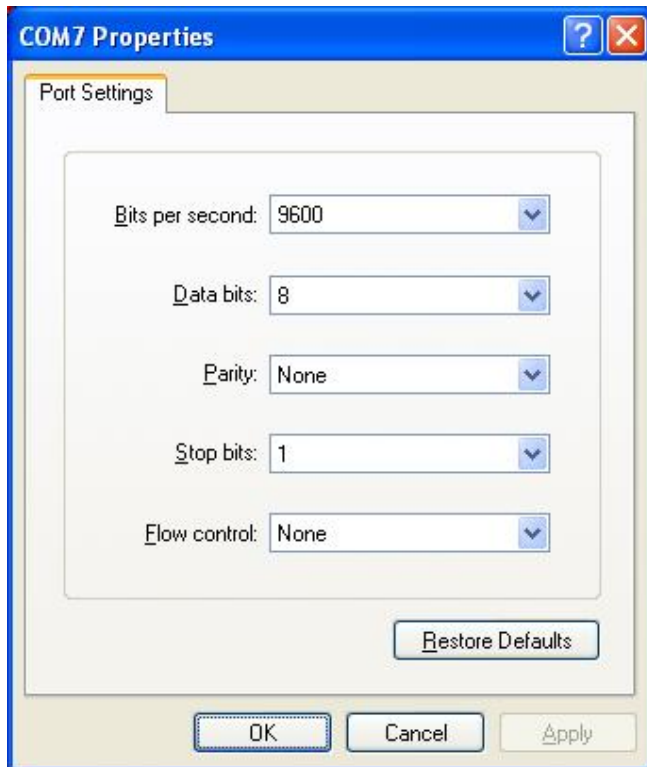 COM7 Properties
Port Settings
Bits per second: 9600
Data bits: 8
Parity: None
Stop bits: 1
Flow control: None
Restore Defaults
OK Cancel Apply